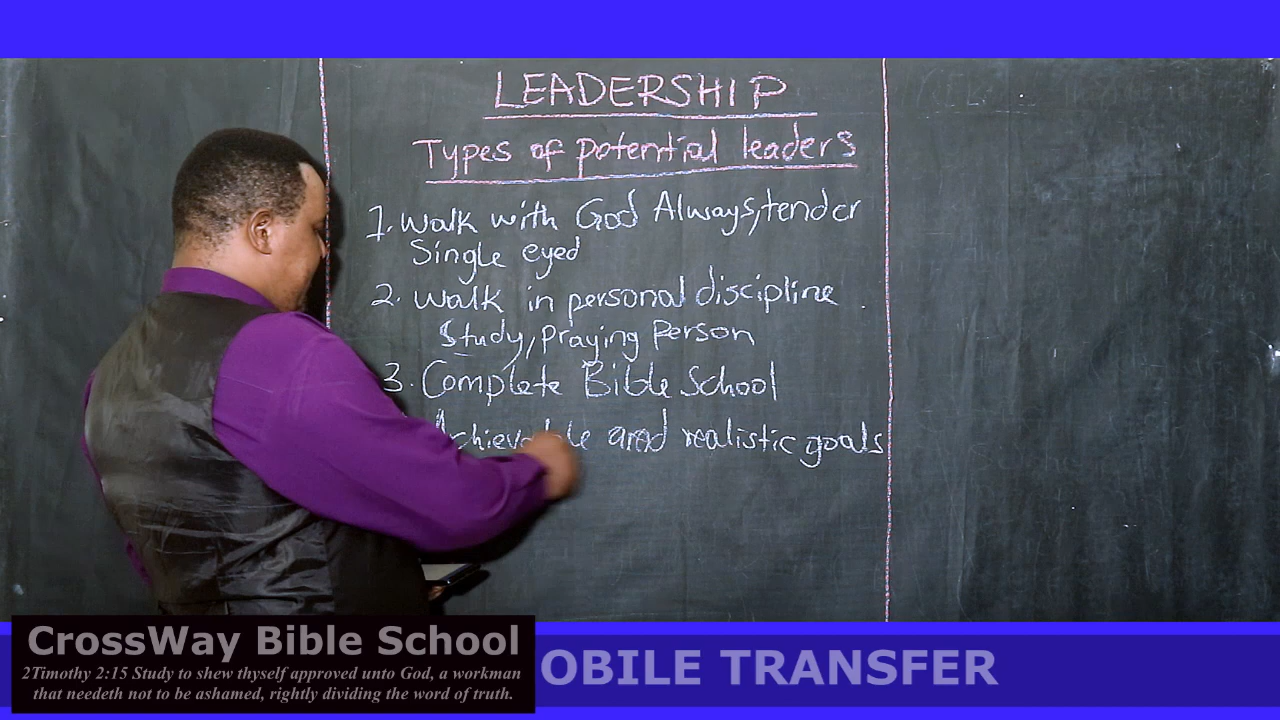 LEADERSHIP
Types of potential leaders
1. Walk with God Always, tender
Single eyed
2. Walk in personal discipline.
Study, Praying Person
3. Complete Bible School
Achievable and realistic goals
CrossWay Bible School
2Timothy 2:15 Study to shew thyself approved unto God, a workman
that needeth not to be ashamed, rightly dividing the word of truth.
OBILE TRANSFER